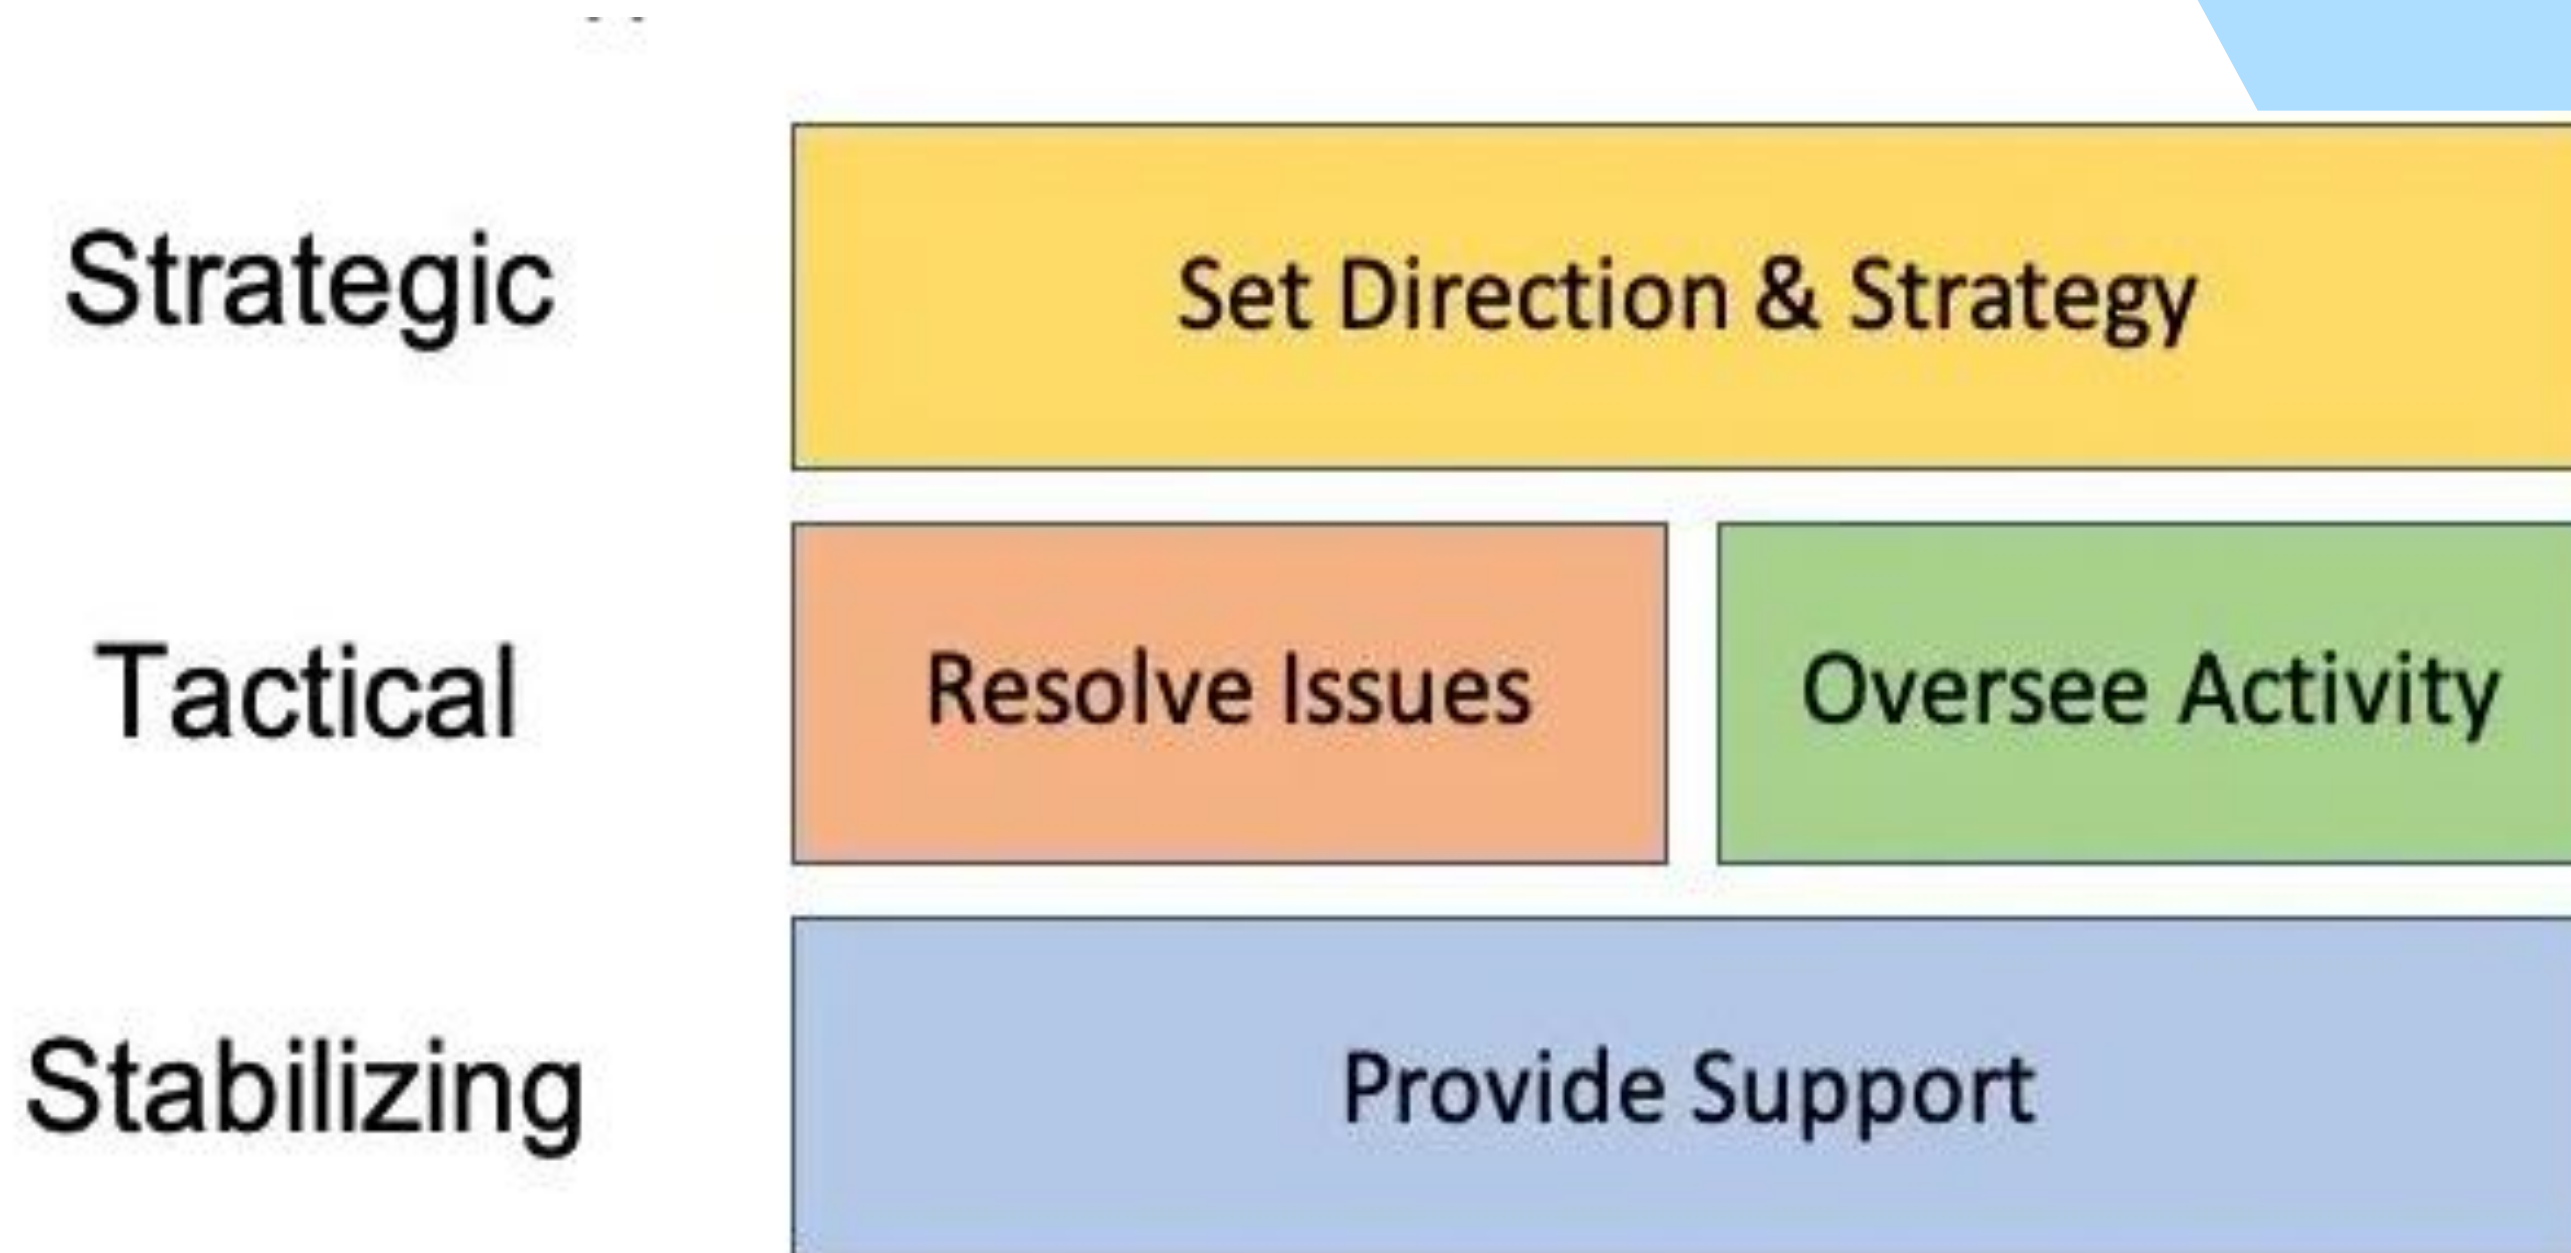 Strategic
Set Direction & Strategy
Tactical
Resolve Issues
Oversee Activity
Stabilizing
Provide Support